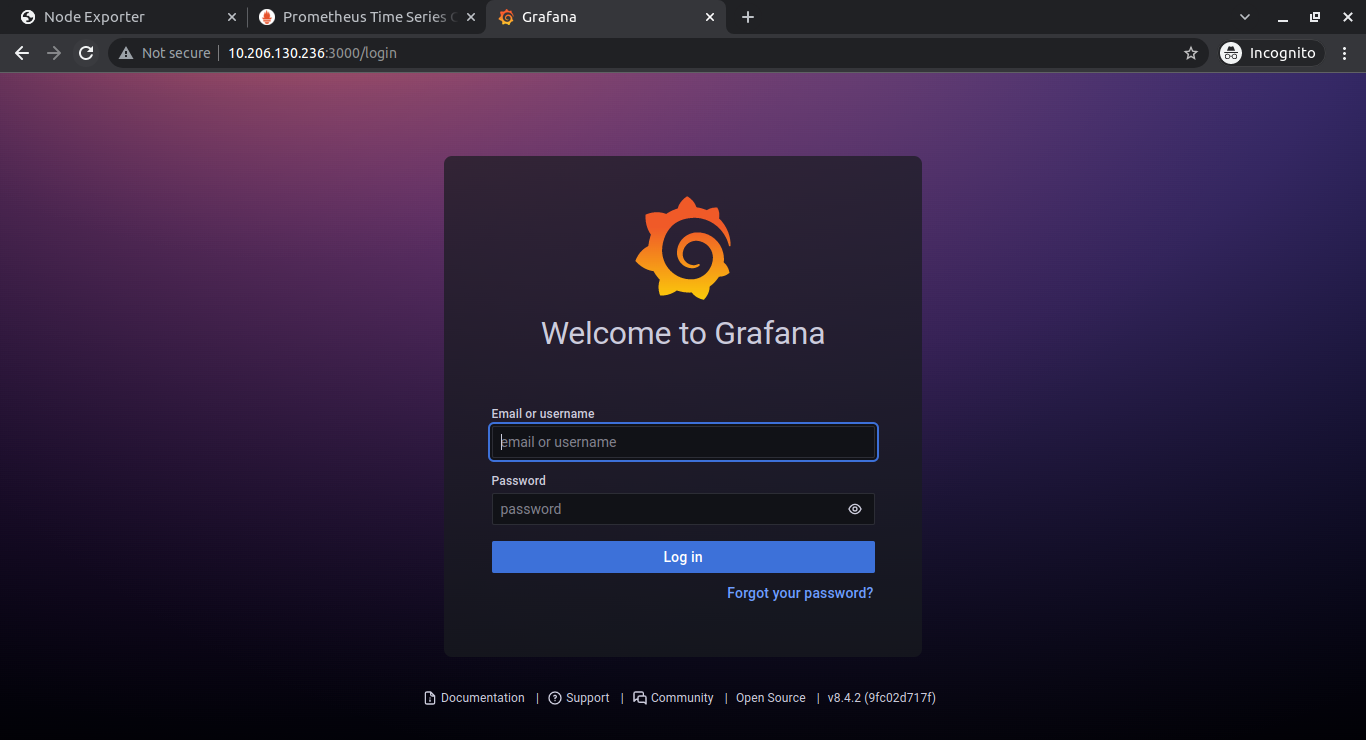 Node Exporter
Prometheus Time Series
Grafana
Not secure 10.206.130.236:3000/login
Incognito
Welcome to Grafana
Email or username
email or username
Password
password
Log in
Forgot your password?
Documentation | Support | Community | Open Source | v8.4.2 (9fc02d717f)